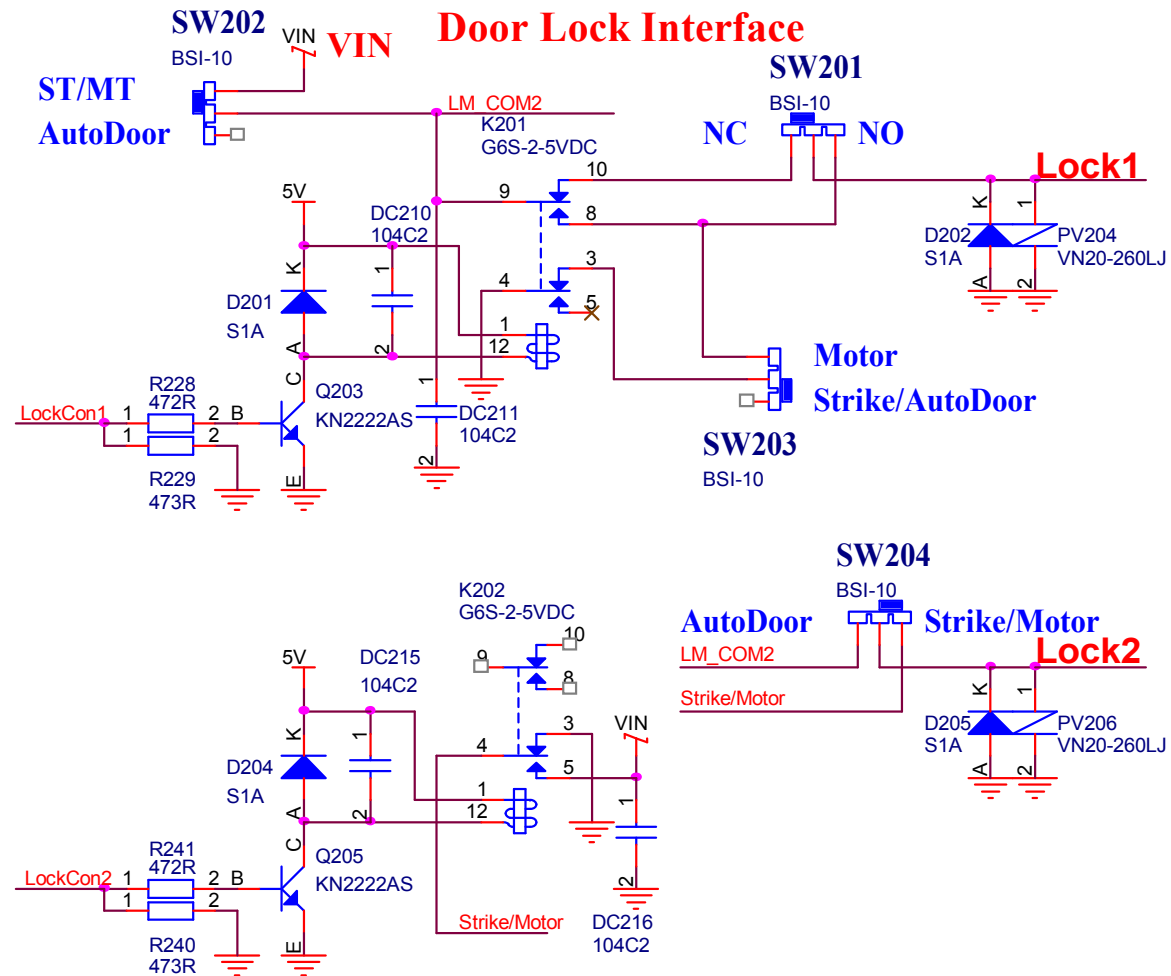 Door Lock Interface
SW202
BSI-10
VIN
VIN
ST/MT
AutoDoor
LM_COM2
K201
G6S-2-5VDC
SW201
BSI-10
NC
NO
Lock1
10
9
8
3
4
5
1
12
5V
DC210
104C2
1
2
K
D201
S1A
A
C
Q203
KN2222AS
B
E
LockCon1
R228
472R
1
2
1
2
R229
473R
1
DC211
104C2
2
K
D202
S1A
A
1
PV204
VN20-260LJ
2
Motor
Strike/AutoDoor
SW203
BSI-10
K202
G6S-2-5VDC
10
9
8
3
4
5
1
12
VIN
5V
DC215
104C2
1
2
K
D204
S1A
A
C
Q205
KN2222AS
B
E
LockCon2
R241
472R
1
2
1
2
R240
473R
Strike/Motor
1
2
DC216
104C2
SW204
BSI-10
AutoDoor
Strike/Motor
LM_COM2
Lock2
Strike/Motor
K
D205
S1A
A
1
PV206
VN20-260LJ
2